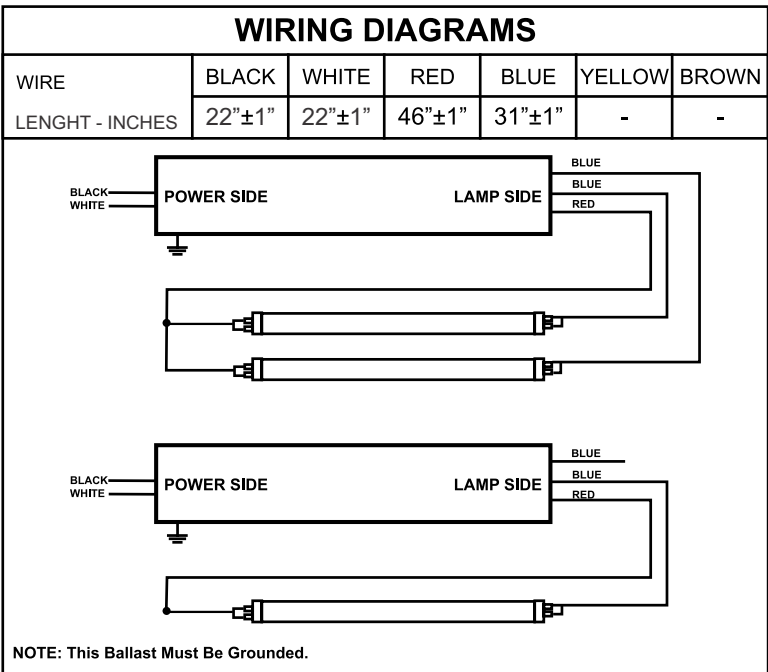 WIRING DIAGRAMS
WIRE BLACK WHITE RED BLUE YELLOW BROWN
LENGHT - INCHES 22”±1” 22”±1” 46”±1” 31”±1” - -
BLUE
BLACK
WHITE
POWER SIDE
LAMP SIDE
BLUE
RED
BLUE
BLACK
WHITE
POWER SIDE
LAMP SIDE
BLUE
RED
NOTE: This Ballast Must Be Grounded.